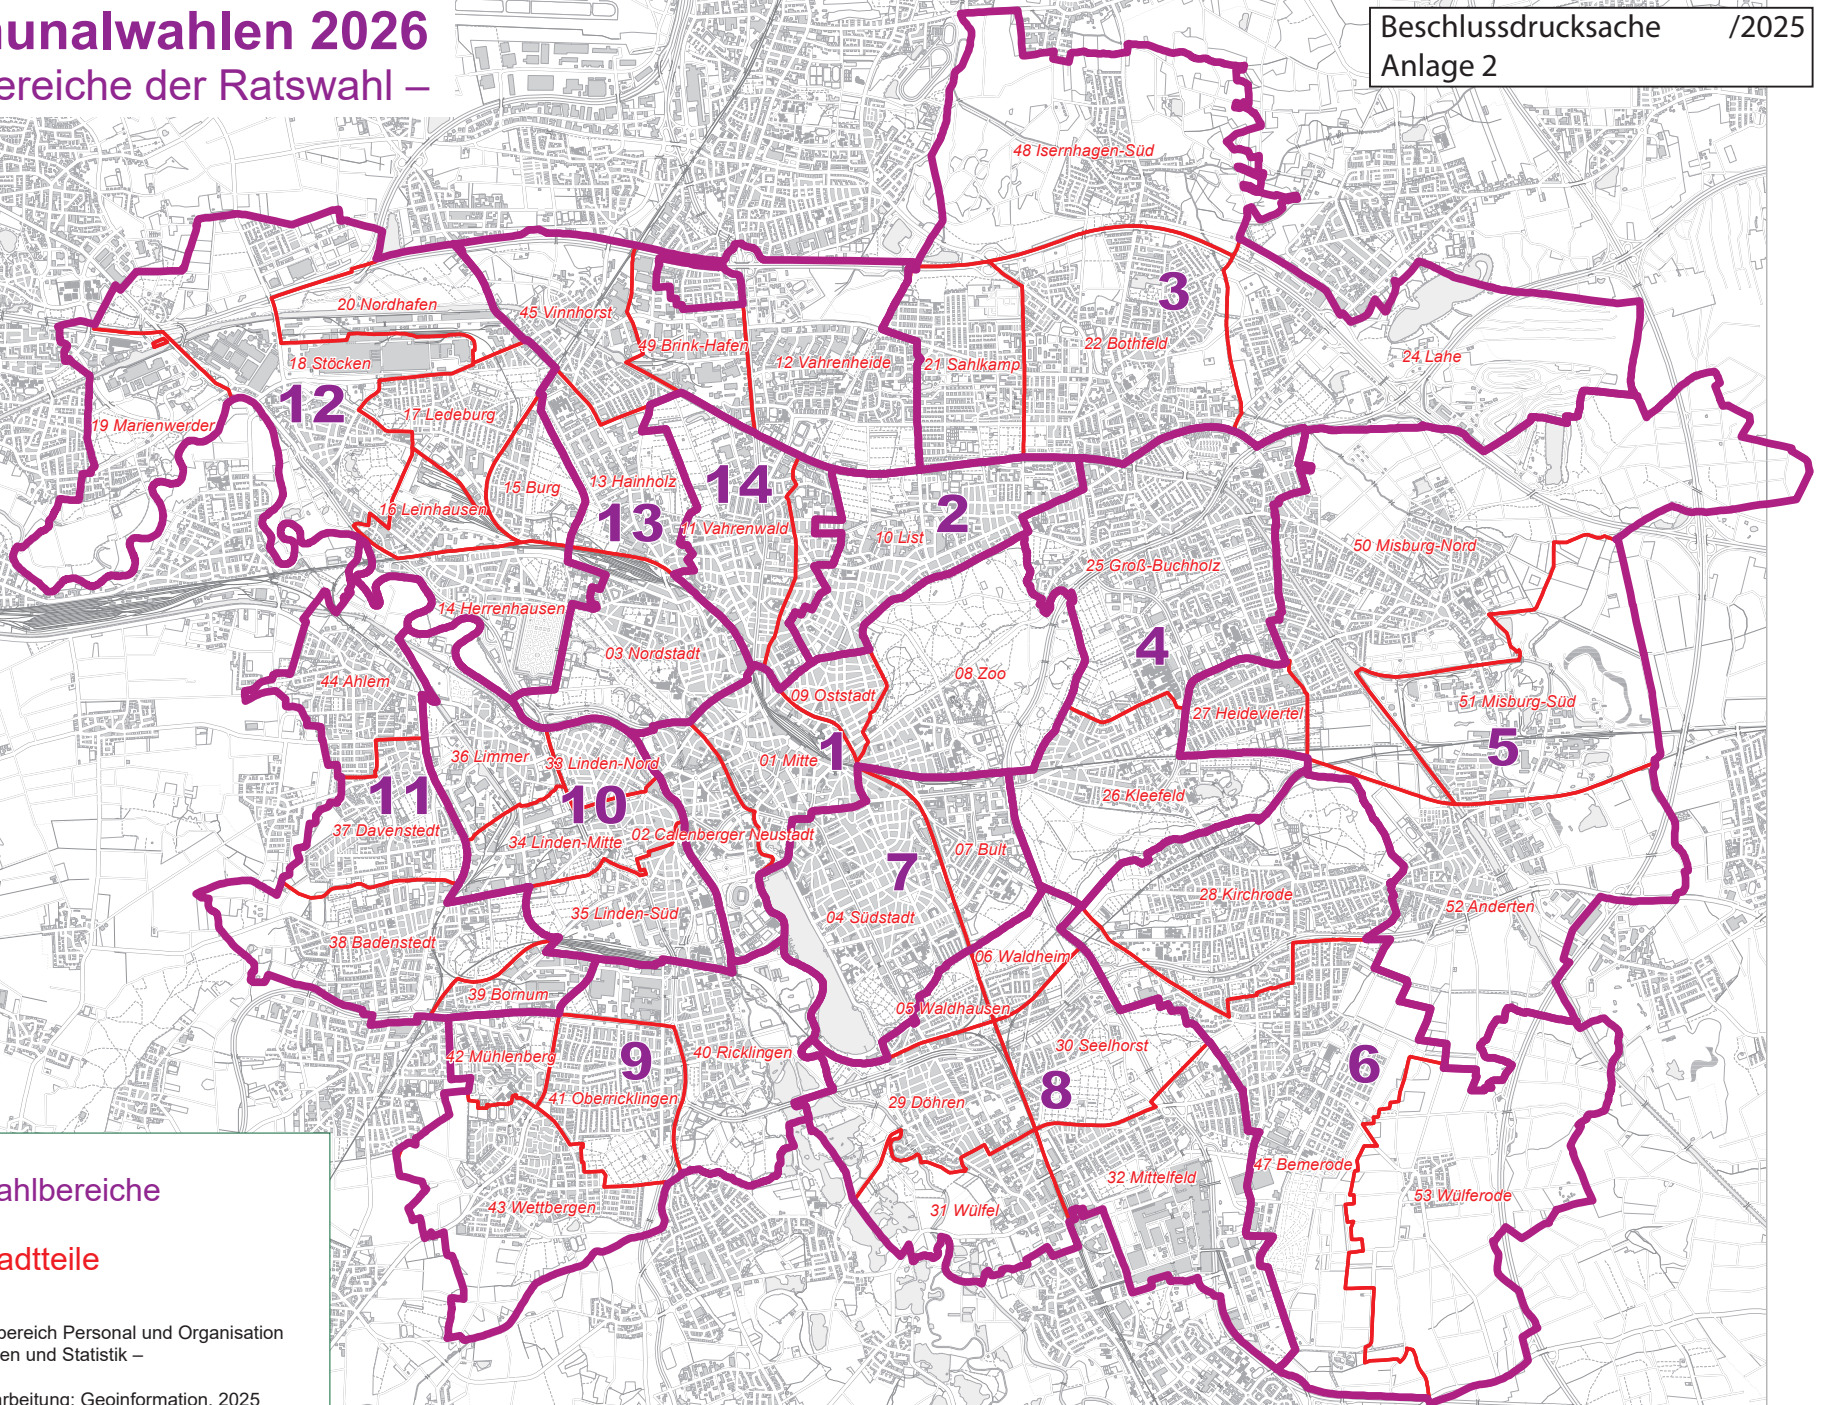 unalwahlen 2026
ereiche der Ratswahl –
Beschlussdrucksache /2025
Anlage 2
48 Isernhagen-Süd
3
20 Nordhafen
45 Vinnhorst
49 Brink-Hafen
12 Vahrenheide
21 Sahlkamp
22 Bothfeld
24 Lahe
18 Stöcken
12
17 Ledeburg
19 Marienwerder
13 Hainholz
14
2
15 Burg
16 Leinhausen
13
11 Vahrenwald
10 List
50 Misburg-Nord
25 Groß-Buchholz
14 Herrenhausen
03 Nordstadt
4
08 Zoo
44 Ahlem
09 Oststadt
51 Misburg-Süd
27 Heideviertel
36 Limmer
33 Linden-Nord
01 Mitte
1
5
11
10
26 Kleefeld
37 Davenstedt
34 Linden-Mitte
02 Calenberger Neustadt
07 Bult
7
28 Kirchrode
52 Anderten
35 Linden-Süd
04 Südstadt
38 Badenstedt
06 Waldheim
39 Bornum
05 Waldhausen
42 Mühlenberg
9
40 Ricklingen
30 Seelhorst
6
41 Oberricklingen
29 Döhren
8
47 Bemerode
32 Mittelfeld
53 Wülferode
43 Wettbergen
31 Wülfel
ahlbereiche
adtteile
bereich Personal und Organisation
en und Statistik –
arbeitung: Geoinformation, 2025